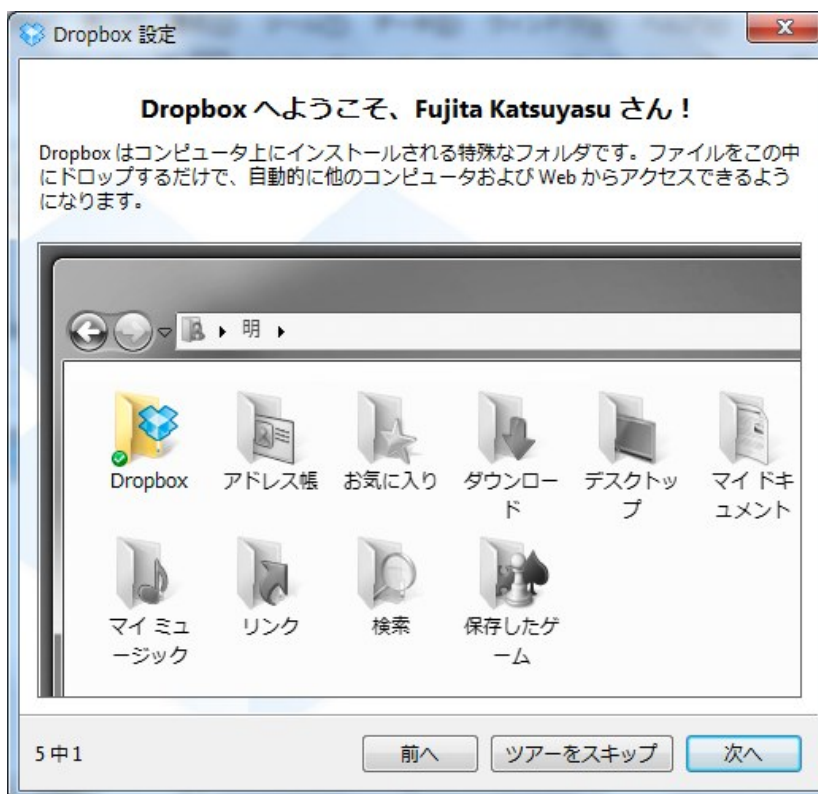 Dropbox 設定
Dropbox へようこそ、Fujita Katsuyasu さん！
Dropbox はコンピュータ上にインストールされる特殊なフォルダです。ファイルをこの中
にドロップするだけで、自動的に他のコンピュータおよび Web からアクセスできるよう
になります。
明
Dropbox
アドレス帳
お気に入り
ダウンロー
ド
デスクトッ
プ
マイ ドキ
ュメント
マイ ミュ
ージック
リンク
検索
保存したゲ
ーム
5 中 1
前へ
ツアーをスキップ
次へ